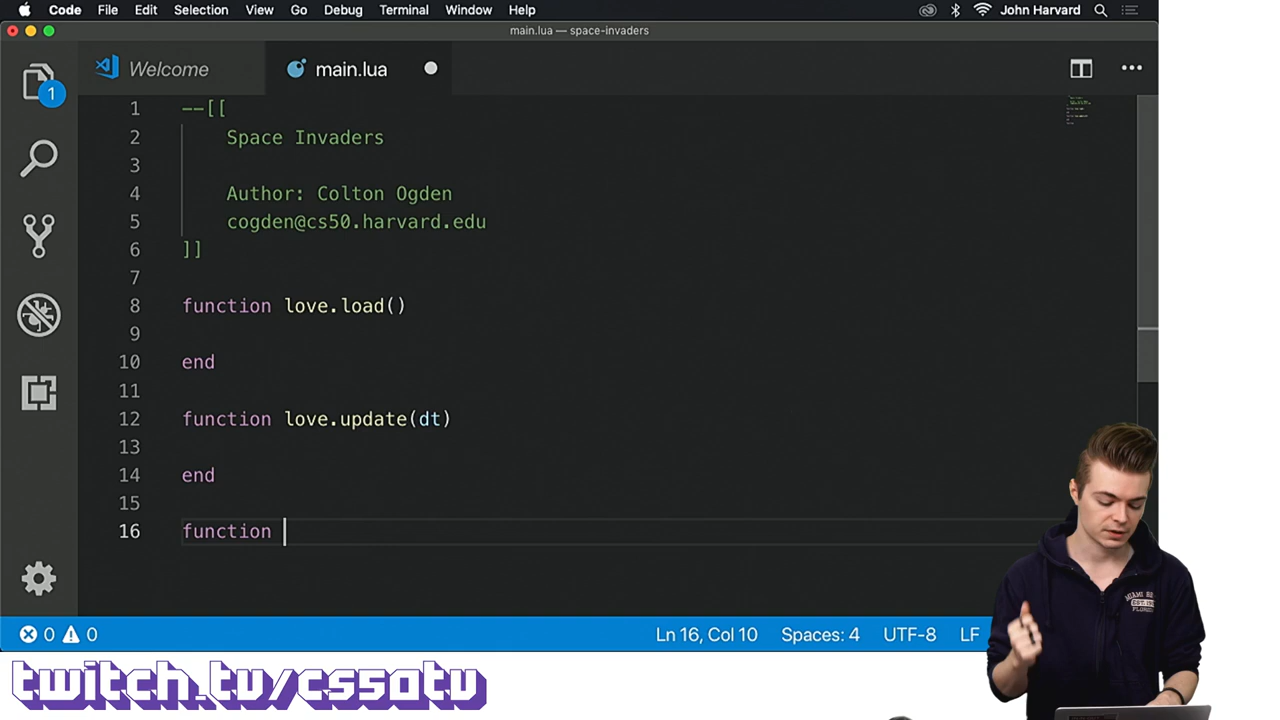 Code File Edit Selection View Go Debug Terminal Window Help John Harvard
main.lua — space-invaders
Welcome main.lua
1
1 --[[
2 Space Invaders
3
4 Author: Colton Ogden
5 cogden@cs50.harvard.edu
6 ]]
7
8 function love.load()
9
10 end
11
12 function love.update(dt)
13
14 end
15
16 function
0 0 Ln 16, Col 10 Spaces: 4 UTF-8 LF
MIAMI
FLORIDA
twitch.tv/cs50tv